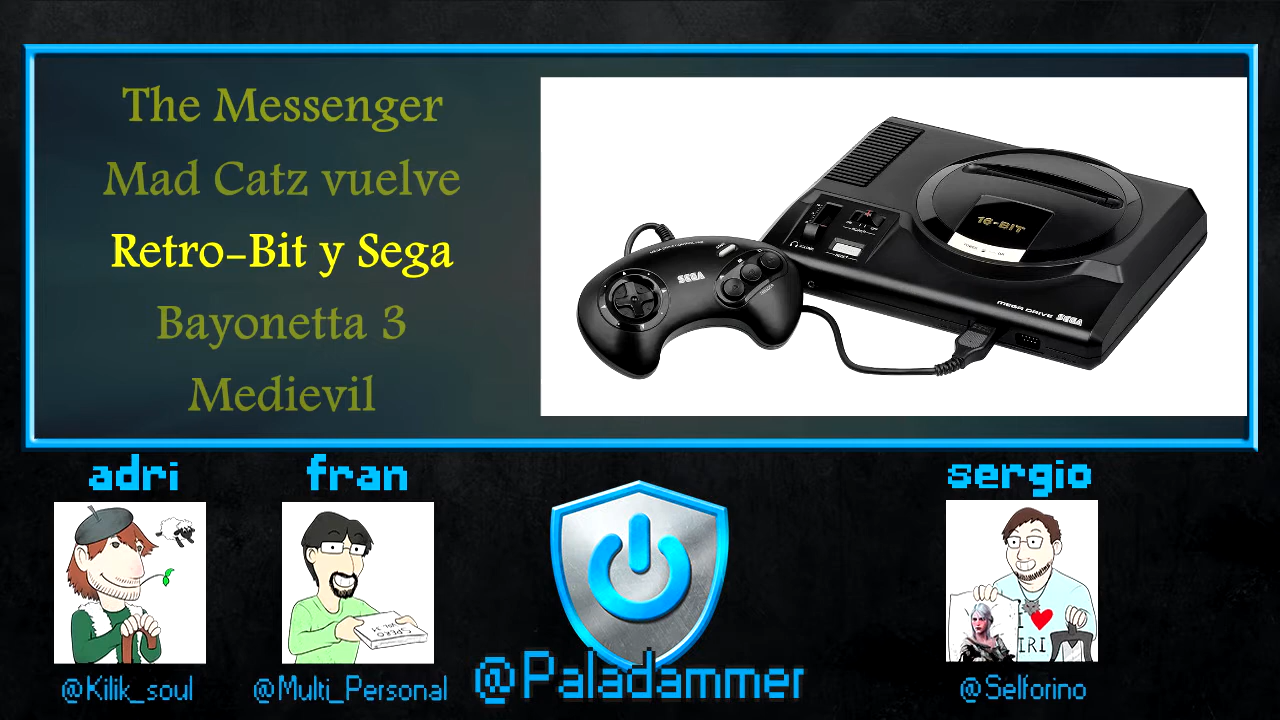 The Messenger
Mad Catz vuelve
Retro-Bit y Sega
Bayonetta 3
Medievil
16-BIT
SEGA
MEGA DRIVE SEGA
adri
fran
sergio
I
IRI
@Kilik_soul
@Multi_Personal
@Paladammer
@Selforino